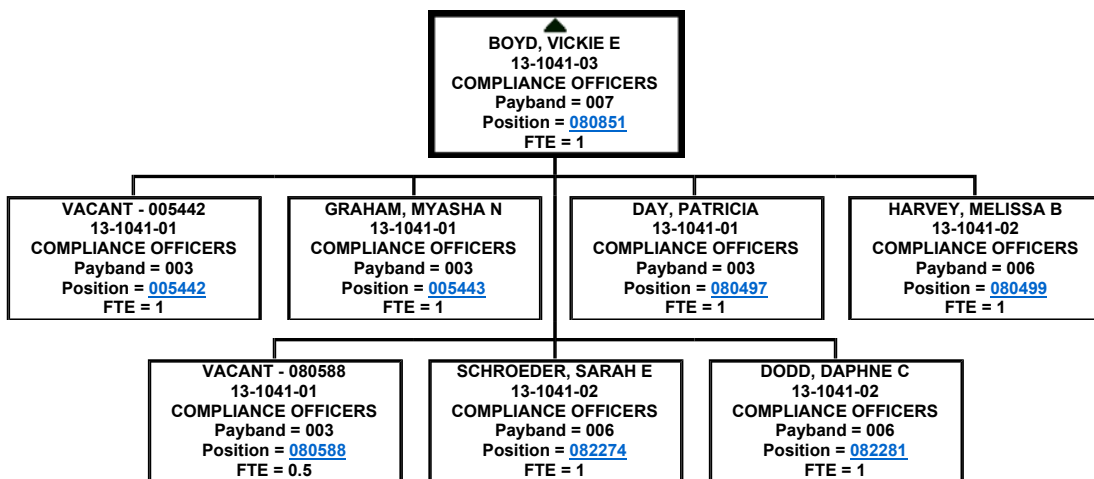 BOYD, VICKIE E
13-1041-03
COMPLIANCE OFFICERS
Payband = 007
Position = 080851
FTE = 1
VACANT - 005442
13-1041-01
COMPLIANCE OFFICERS
Payband = 003
Position = 005442
FTE = 1
GRAHAM, MYASHA N
13-1041-01
COMPLIANCE OFFICERS
Payband = 003
Position = 005443
FTE = 1
DAY, PATRICIA
13-1041-01
COMPLIANCE OFFICERS
Payband = 003
Position = 080497
FTE = 1
HARVEY, MELISSA B
13-1041-02
COMPLIANCE OFFICERS
Payband = 006
Position = 080499
FTE = 1
VACANT - 080588
13-1041-01
COMPLIANCE OFFICERS
Payband = 003
Position = 080588
FTE = 0.5
SCHROEDER, SARAH E
13-1041-02
COMPLIANCE OFFICERS
Payband = 006
Position = 082274
FTE = 1
DODD, DAPHNE C
13-1041-02
COMPLIANCE OFFICERS
Payband = 006
Position = 082281
FTE = 1